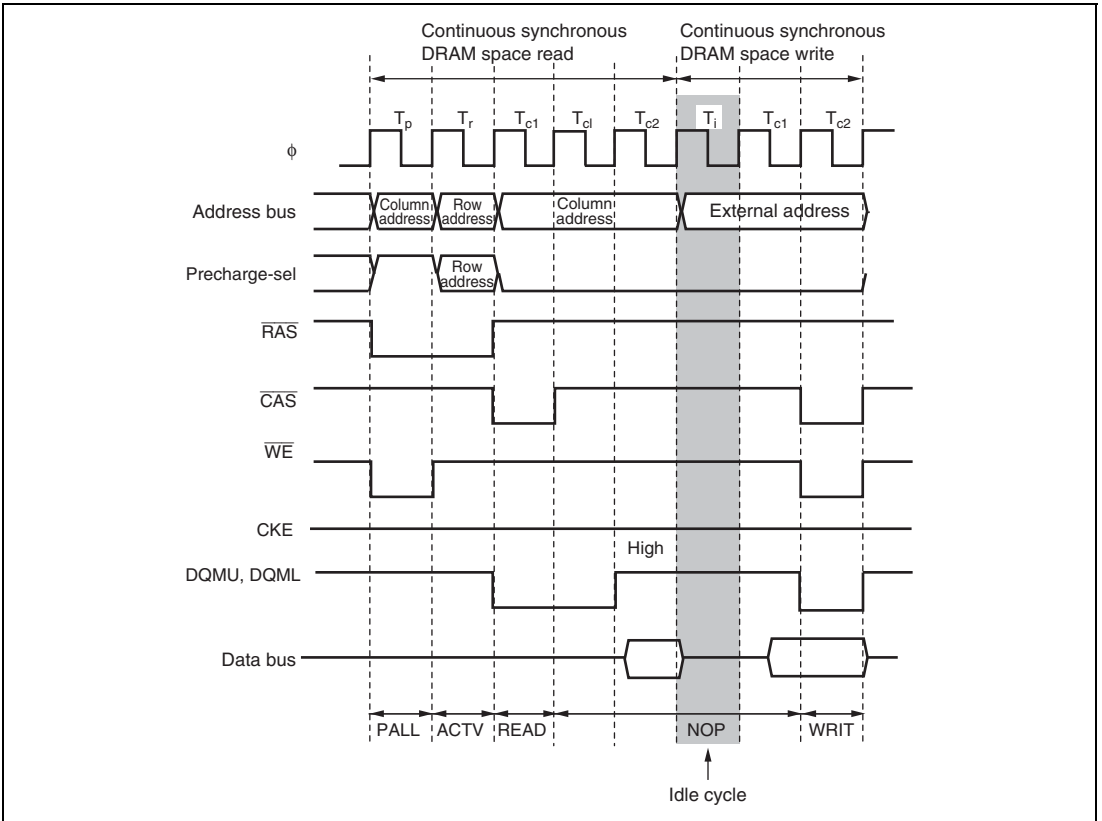 Continuous synchronous Continuous synchronous
DRAM space read DRAM space write
Tp Tr Tc1 Tcl Tc2 Ti Tc1 Tc2
ϕ
Address bus
Column address
Row address
Column address
External address
Precharge-sel
Row address
RAS
CAS
WE
CKE
High
DQMU, DQML
Data bus
PALL ACTV READ NOP WRIT
Idle cycle